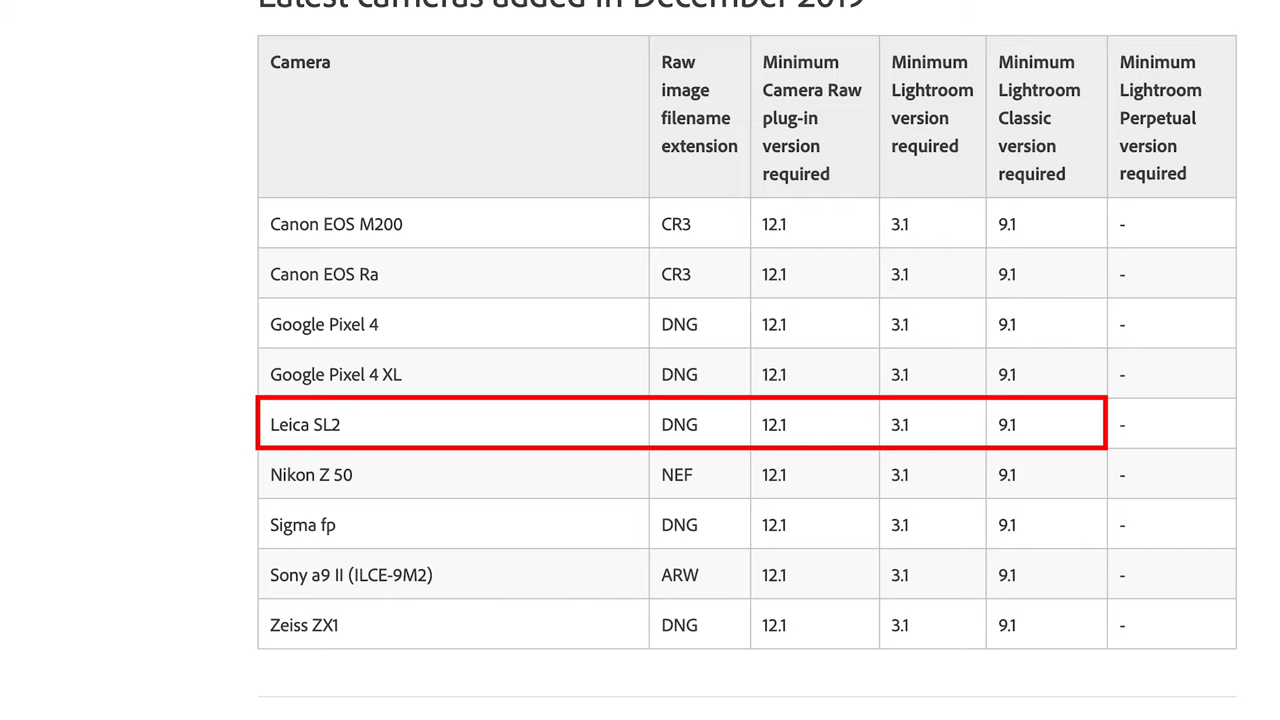 Latest cameras added in December 2019
Camera
Raw image filename extension
Minimum Camera Raw plug-in version required
Minimum Lightroom version required
Minimum Lightroom Classic version required
Minimum Lightroom Perpetual version required
Canon EOS M200 CR3 12.1 3.1 9.1 -
Canon EOS Ra CR3 12.1 3.1 9.1 -
Google Pixel 4 DNG 12.1 3.1 9.1 -
Google Pixel 4 XL DNG 12.1 3.1 9.1 -
Leica SL2 DNG 12.1 3.1 9.1 -
Nikon Z 50 NEF 12.1 3.1 9.1 -
Sigma fp DNG 12.1 3.1 9.1 -
Sony a9 II (ILCE-9M2) ARW 12.1 3.1 9.1 -
Zeiss ZX1 DNG 12.1 3.1 9.1 -